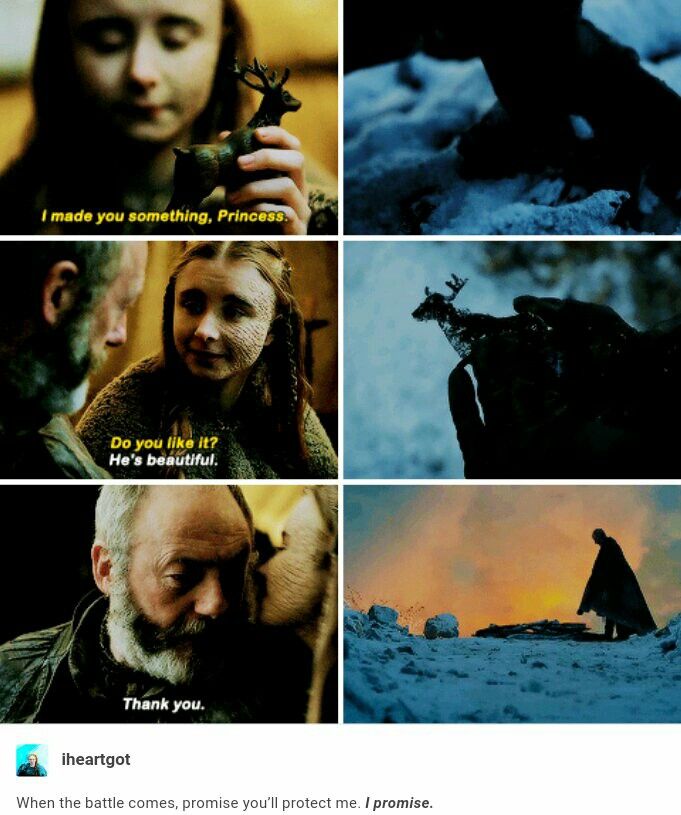 I made you something, Princess.
Do you like it?
He's beautiful.
Thank you.
iheartgot
When the battle comes, promise you'll protect me. I promise.